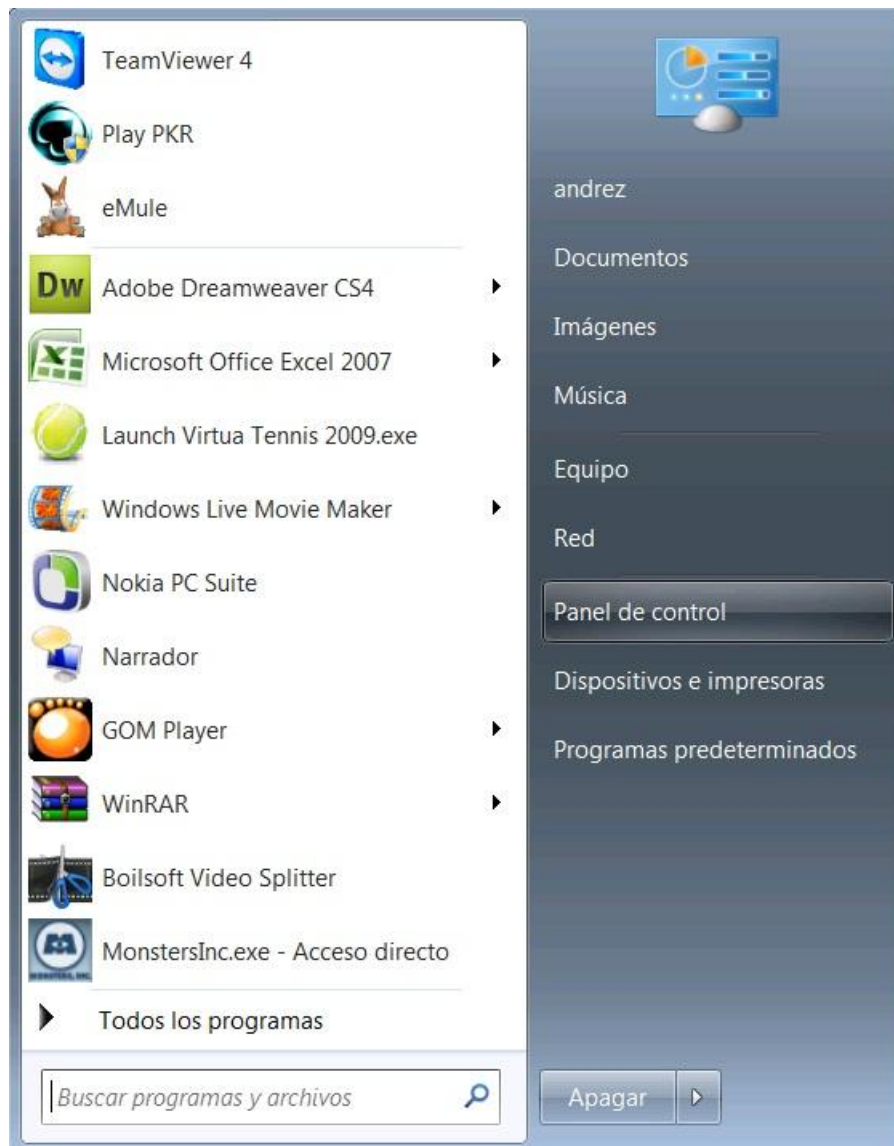 TeamViewer 4
Play PKR
eMule
Dw Adobe Dreamweaver CS4
Microsoft Office Excel 2007
Launch Virtua Tennis 2009.exe
Windows Live Movie Maker
Nokia PC Suite
Narrador
GOM Player
WinRAR
Boilsoft Video Splitter
MonstersInc.exe - Acceso directo
Todos los programas
Buscar programas y archivos
andrez
Documentos
Imágenes
Música
Equipo
Red
Panel de control
Dispositivos e impresoras
Programas predeterminados
Apagar